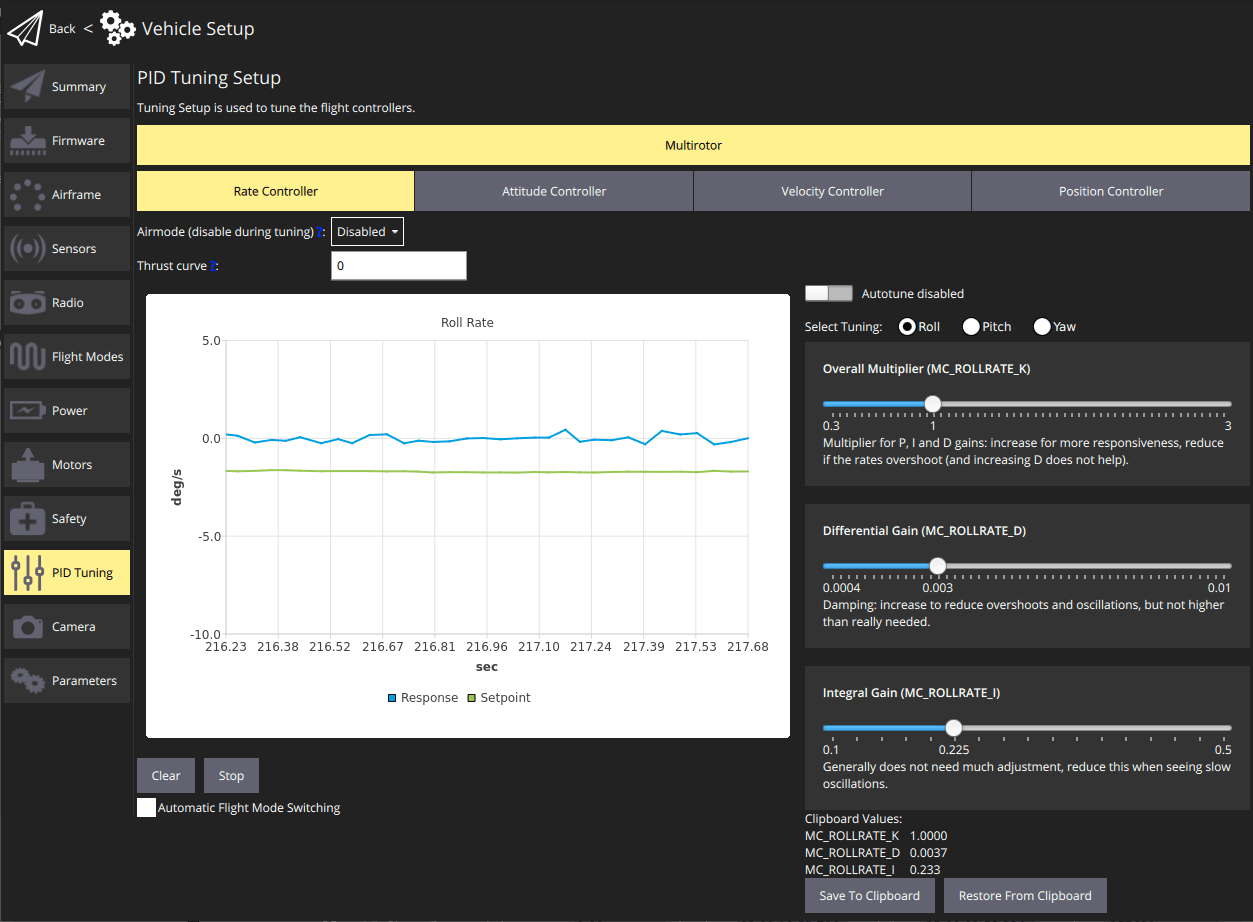 Back < Vehicle Setup
Summary
Firmware
Airframe
Sensors
Radio
Flight Modes
Power
Motors
Safety
PID Tuning
Camera
Parameters
PID Tuning Setup
Tuning Setup is used to tune the flight controllers.
Multirotor
Rate Controller Attitude Controller Velocity Controller Position Controller
Airmode (disable during tuning) ?: Disabled
Thrust curve ?: 0
Roll Rate
5.0
0.0
-5.0
-10.0
deg/s
216.23 216.38 216.52 216.67 216.81 216.96 217.10 217.24 217.39 217.53 217.68
sec
Response Setpoint
Clear Stop
Automatic Flight Mode Switching
Autotune disabled
Select Tuning: Roll Pitch Yaw
Overall Multiplier (MC_ROLLRATE_K)
0.3 1 3
Multiplier for P, I and D gains: increase for more responsiveness, reduce
if the rates overshoot (and increasing D does not help).
Differential Gain (MC_ROLLRATE_D)
0.0004 0.003 0.01
Damping: increase to reduce overshoots and oscillations, but not higher
than really needed.
Integral Gain (MC_ROLLRATE_I)
0.1 0.225 0.5
Generally does not need much adjustment, reduce this when seeing slow
oscillations.
Clipboard Values:
MC_ROLLRATE_K 1.0000
MC_ROLLRATE_D 0.0037
MC_ROLLRATE_I 0.233
Save To Clipboard Restore From Clipboard